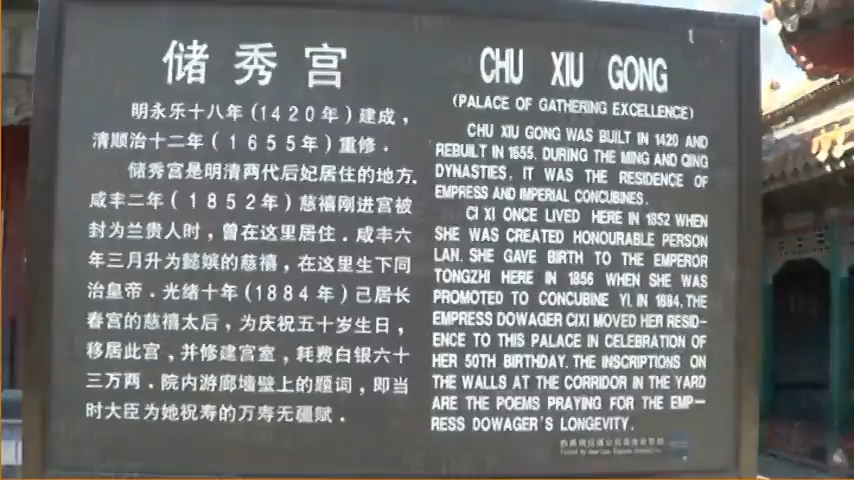 储秀宫
明永乐十八年（1420年）建成，
清顺治十二年（1655年）重修．
储秀宫是明清两代后妃居住的地方．
咸丰二年（1852年）慈禧刚进宫被
封为兰贵人时，曾在这里居住．咸丰六
年三月升为懿嫔的慈禧，在这里生下同
治皇帝．光绪十年（1884年）已居长
春宫的慈禧太后，为庆祝五十岁生日，
移居此宫，并修建宫室，耗费白银六十
三万两．院内游廊墙壁上的题词，即当
时大臣为她祝寿的万寿无疆赋．
CHU XIU GONG
(PALACE OF GATHERING EXCELLENCE)
CHU XIU GONG WAS BUILT IN 1420 AND
REBUILT IN 1655. DURING THE MING AND QING
DYNASTIES, IT WAS THE RESIDENCE OF
EMPRESS AND IMPERIAL CONCUBINES.
CI XI ONCE LIVED HERE IN 1852 WHEN
SHE WAS CREATED HONOURABLE PERSON
LAN. SHE GAVE BIRTH TO THE EMPEROR
TONGZHI HERE IN 1856 WHEN SHE WAS
PROMOTED TO CONCUBINE YI. IN 1884, THE
EMPRESS DOWAGER CIXI MOVED HER RESID-
ENCE TO THIS PALACE IN CELEBRATION OF
HER 50TH BIRTHDAY. THE INSCRIPTIONS ON
THE WALLS AT THE CORRIDOR IN THE YARD
ARE THE POEMS PRAYING FOR THE EMP-
RESS DOWAGER'S LONGEVITY.